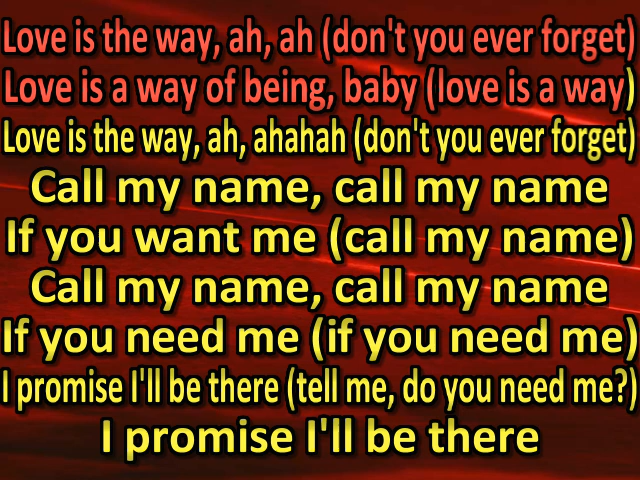 Love is the way, ah, ah (don't you ever forget)
Love is a way of being, baby (love is a way)
Love is the way, ah, ahahah (don't you ever forget)
Call my name, call my name
If you want me (call my name)
Call my name, call my name
If you need me (if you need me)
I promise I'll be there (tell me, do you need me?)
I promise I'll be there